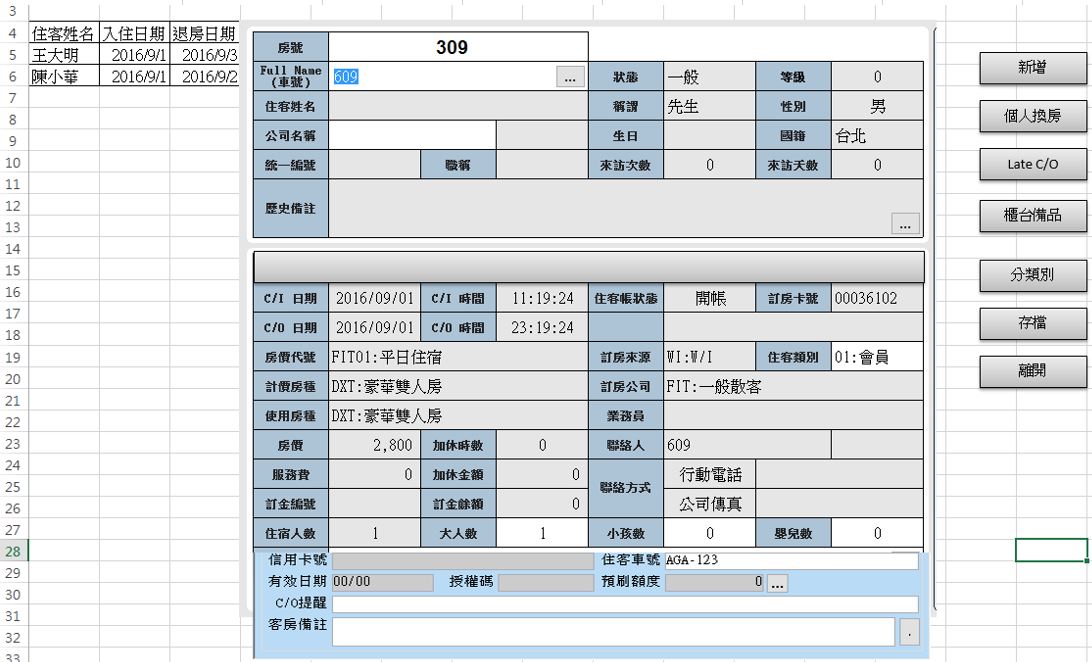 3
4 住客姓名 入住日期 退房日期
5 王大明 2016/9/1 2016/9/3
6 陳小華 2016/9/1 2016/9/2
7
8
9
10
11
12
13
14
15
16
17
18
19
20
21
22
23
24
25
26
27
28
29
30
31
32
33
房號 309
Full Name (車號) 609 ... 狀態 一般 等級 0
住客姓名 稱謂 先生 性別 男
公司名稱 生日 國籍 台北
統一編號 職稱 來訪次數 0 來訪天數 0
歷史備註
...
C/I 日期 2016/09/01 C/I 時間 11:19:24 住客帳狀態 開帳 訂房卡號 00036102
C/O 日期 2016/09/01 C/O 時間 23:19:24
房價代號 FIT01:平日住宿 訂房來源 WI:W/I 住客類別 01:會員
計價房種 DXT:豪華雙人房 訂房公司 FIT:一般散客
使用房種 DXT:豪華雙人房 業務員
房價 2,800 加休時數 0 聯絡人 609
服務費 0 加休金額 0 聯絡方式 行動電話
訂金編號 訂金餘額 0 公司傳真
住宿人數 1 大人數 1 小孩數 0 嬰兒數 0
信用卡號 住客車號 AGA-123
有效日期 00/00 授權碼 預刷額度 0 ...
C/O提醒
客房備註 .
新增
個人換房
Late C/O
櫃台備品
分類別
存檔
離開